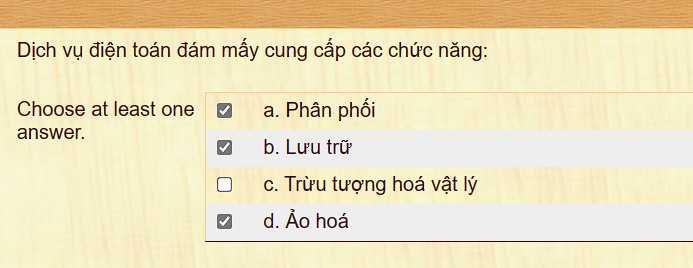 Dịch vụ điện toán đám mấy cung cấp các chức năng:
Choose at least one answer.
a. Phân phối
b. Lưu trữ
c. Trừu tượng hoá vật lý
d. Ảo hoá